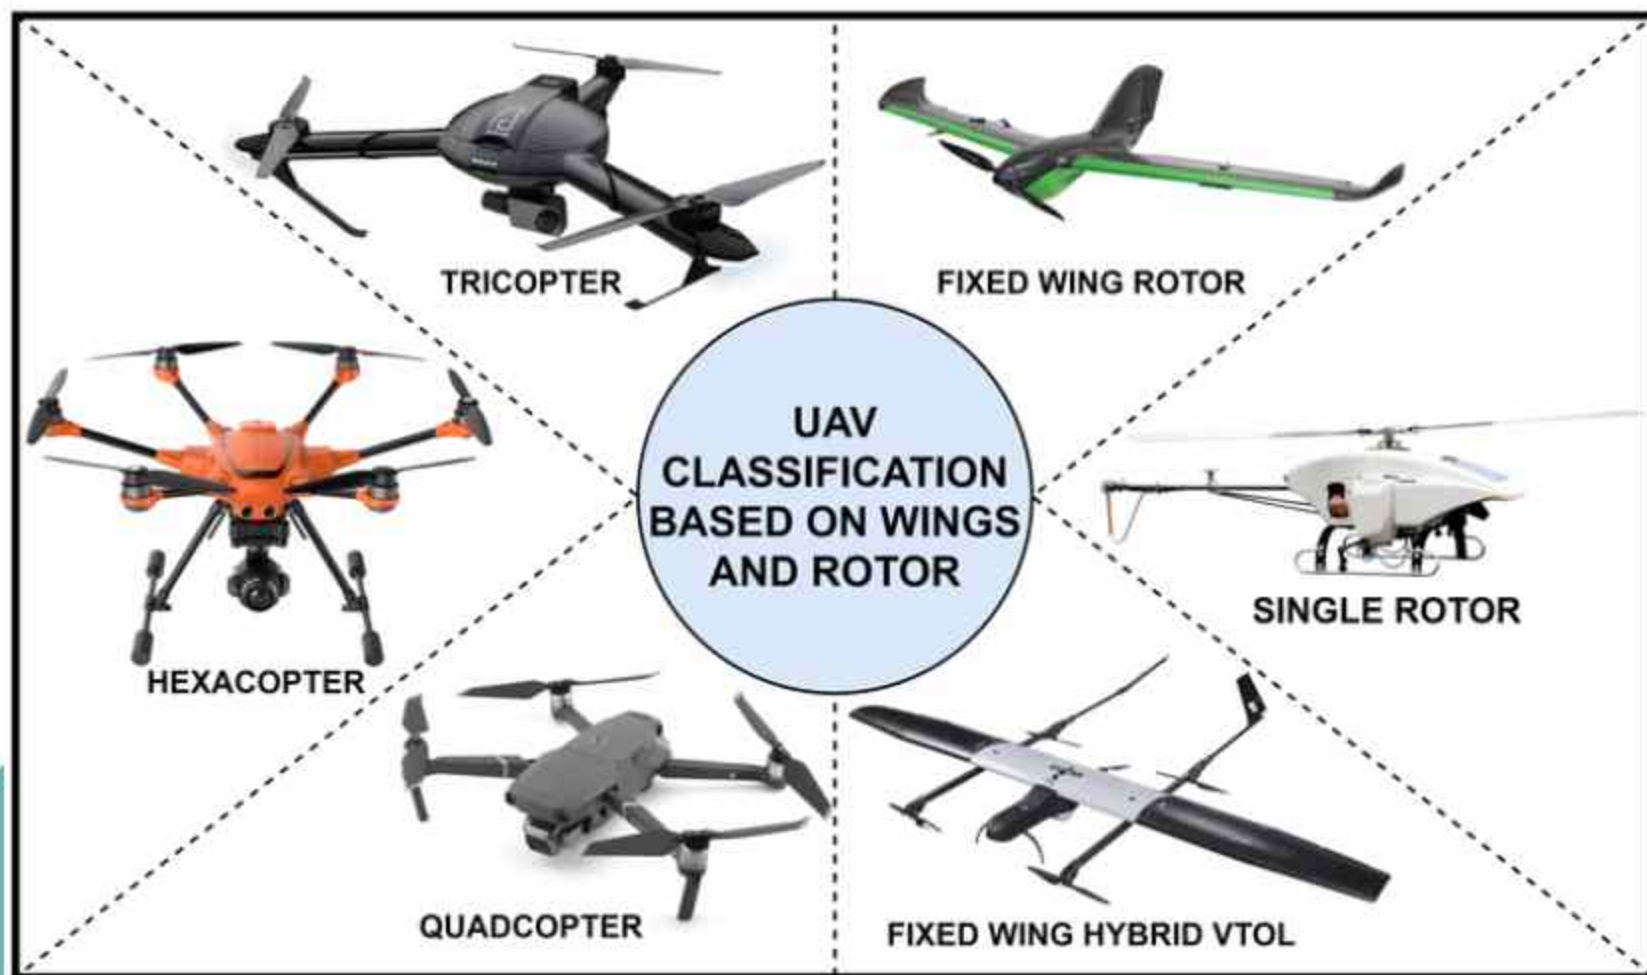 TRICOPTER
FIXED WING ROTOR
UAV
CLASSIFICATION
BASED ON WINGS
AND ROTOR
SINGLE ROTOR
HEXACOPTER
QUADCOPTER
FIXED WING HYBRID VTOL